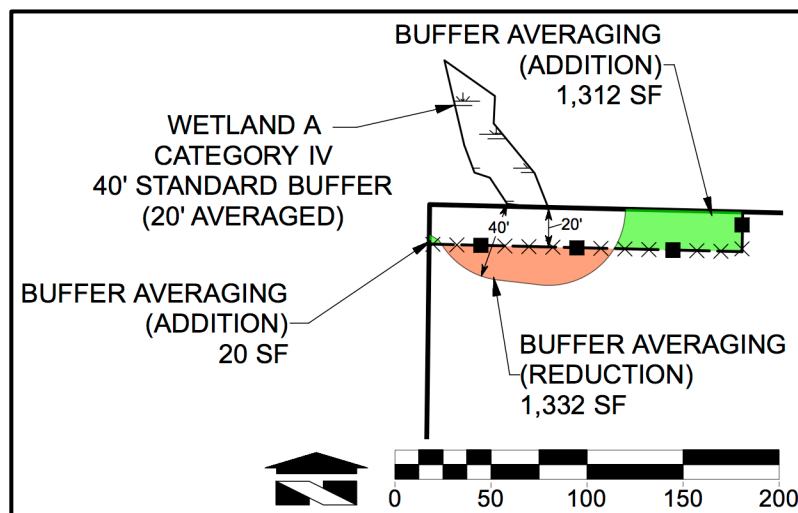 BUFFER AVERAGING
(ADDITION)
1,312 SF
WETLAND A
CATEGORY IV
40' STANDARD BUFFER
(20' AVERAGED)
40'
20'
BUFFER AVERAGING
(ADDITION)
20 SF
BUFFER AVERAGING
(REDUCTION)
1,332 SF
0 50 100 150 200